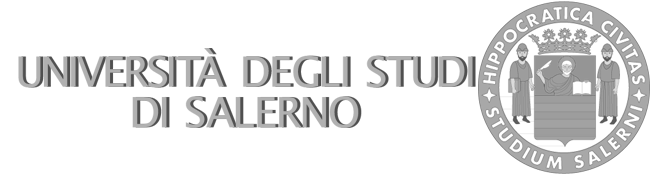 UNIVERSITÀ DEGLI STUDI
DI SALERNO
HIPPOCRATICA CIVITAS
STUDIUM SALERNI